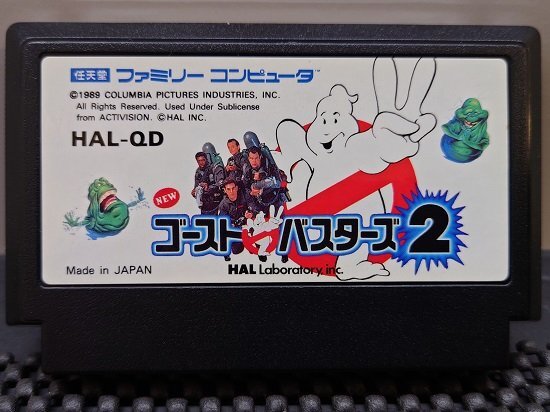 任天堂 ファミリー コンピュータ™
©1989 COLUMBIA PICTURES INDUSTRIES, INC.
All Rights Reserved. Used Under Sublicense
from ACTIVISION. ©HAL INC.
HAL-QD
NEW
ゴーストバスターズ2
HAL Laboratory, inc.
Made in JAPAN